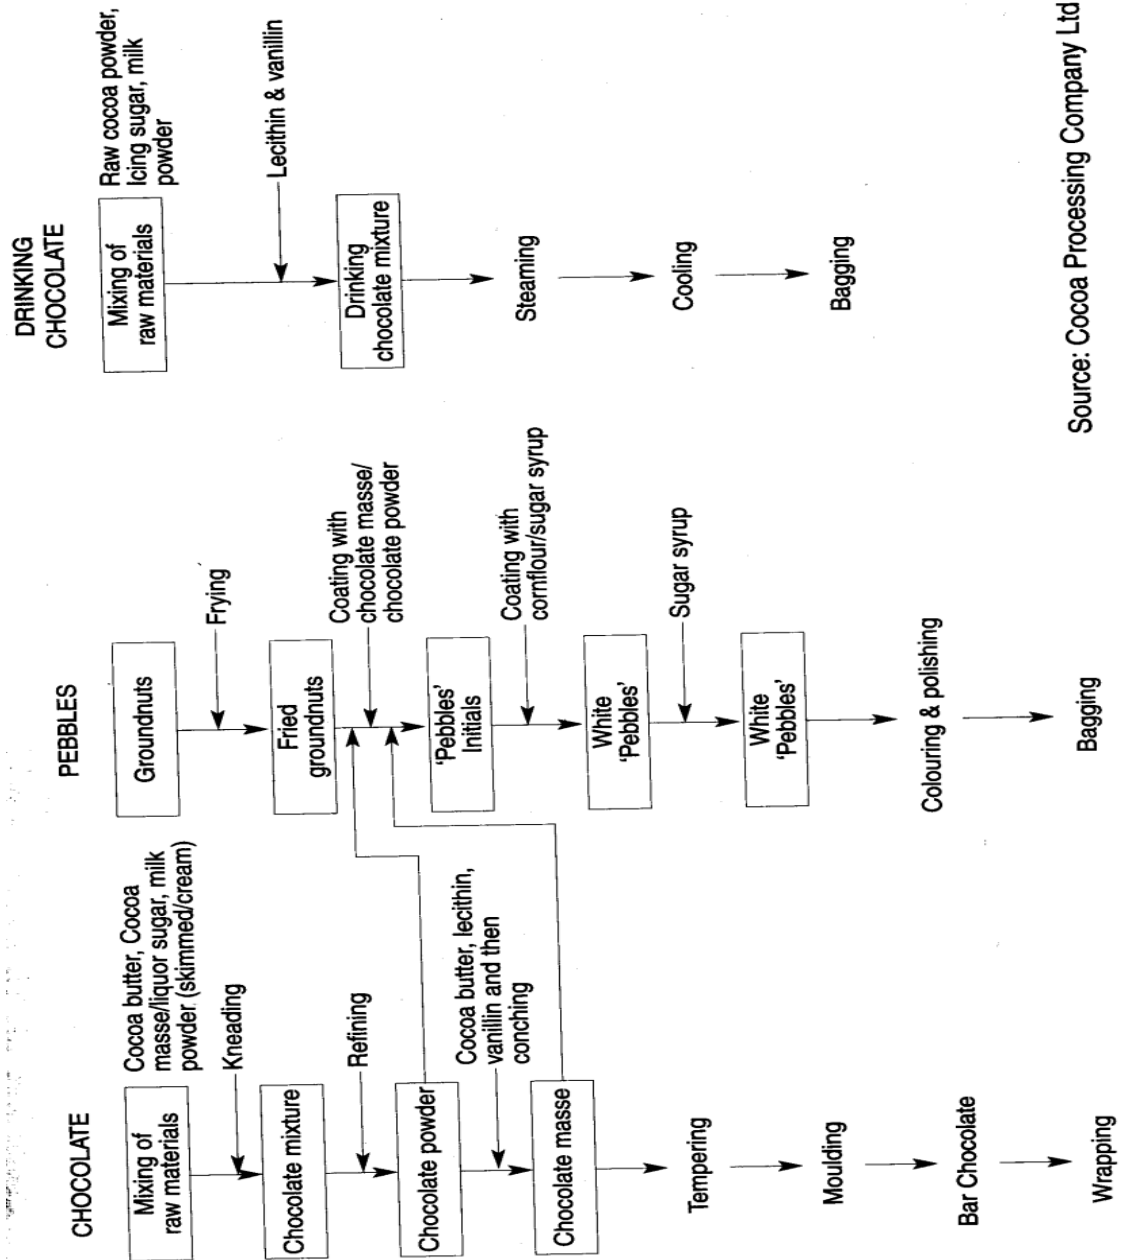 CHOCOLATE
Mixing of
raw materials
Cocoa butter, Cocoa
masse/liquor sugar, milk
powder (skimmed/cream)
Kneading
Chocolate mixture
Refining
Chocolate powder
Cocoa butter, lecithin,
vanillin and then
conching
Chocolate masse
Tempering
Moulding
Bar Chocolate
Wrapping
PEBBLES
Groundnuts
Frying
Fried
groundnuts
Coating with
chocolate masse/
chocolate powder
'Pebbles'
Initials
Coating with
cornflour/sugar syrup
White
'Pebbles'
Sugar syrup
White
'Pebbles'
Colouring & polishing
Bagging
DRINKING
CHOCOLATE
Mixing of
raw materials
Raw cocoa powder,
Icing sugar, milk
powder
Lecithin & vanillin
Drinking
chocolate mixture
Steaming
Cooling
Bagging
Source: Cocoa Processing Company Ltd